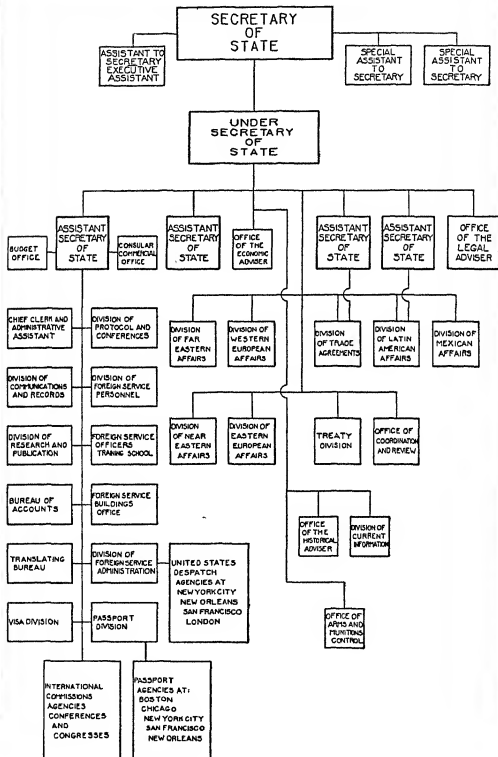 SECRETARY
OF
STATE
ASSISTANT TO
SECRETARY
EXECUTIVE
ASSISTANT
SPECIAL
ASSISTANT
TO
SECRETARY
SPECIAL
ASSISTANT
TO
SECRETARY
UNDER
SECRETARY
OF
STATE
BUDGET
OFFICE
ASSISTANT
SECRETARY
OF
STATE
CONSULAR
COMMERCIAL
OFFICE
ASSISTANT
SECRETARY
OF
STATE
OFFICE
OF THE
ECONOMIC
ADVISER
ASSISTANT
SECRETARY
OF
STATE
ASSISTANT
SECRETARY
OF
STATE
OFFICE
OF THE
LEGAL
ADVISER
CHIEF CLERK AND
ADMINISTRATIVE
ASSISTANT
DIVISION OF
PROTOCOL AND
CONFERENCES
DIVISION
OF FAR
EASTERN
AFFAIRS
DIVISION OF
WESTERN
EUROPEAN
AFFAIRS
DIVISION
OF TRADE
AGREEMENTS
DIVISION
OF LATIN
AMERICAN
AFFAIRS
DIVISION OF
MEXICAN
AFFAIRS
DIVISION OF
COMMUNICATIONS
AND RECORDS
DIVISION OF
FOREIGN SERVICE
PERSONNEL
DIVISION OF
RESEARCH AND
PUBLICATION
FOREIGN SERVICE
OFFICERS
TRAINING SCHOOL
DIVISION
OF NEAR
EASTERN
AFFAIRS
DIVISION
OF EASTERN
EUROPEAN
AFFAIRS
TREATY
DIVISION
OFFICE OF
COORDINATION
AND REVIEW
BUREAU OF
ACCOUNTS
FOREIGN SERVICE
BUILDINGS
OFFICE
OFFICE
OF THE
HISTORICAL
ADVISER
DIVISION OF
CURRENT
INFORMATION
TRANSLATING
BUREAU
DIVISION OF
FOREIGN SERVICE
ADMINISTRATION
UNITED STATES
DESPATCH
AGENCIES AT
NEW YORK CITY
NEW ORLEANS
SAN FRANCISCO
LONDON
VISA DIVISION
PASSPORT
DIVISION
OFFICE
OF ARMS AND
MUNITIONS
CONTROL
INTERNATIONAL
COMMISSIONS
AGENCIES
CONFERENCES
AND
CONGRESSES
PASSPORT
AGENCIES AT:
BOSTON
CHICAGO
NEW YORK CITY
SAN FRANCISCO
NEW ORLEANS